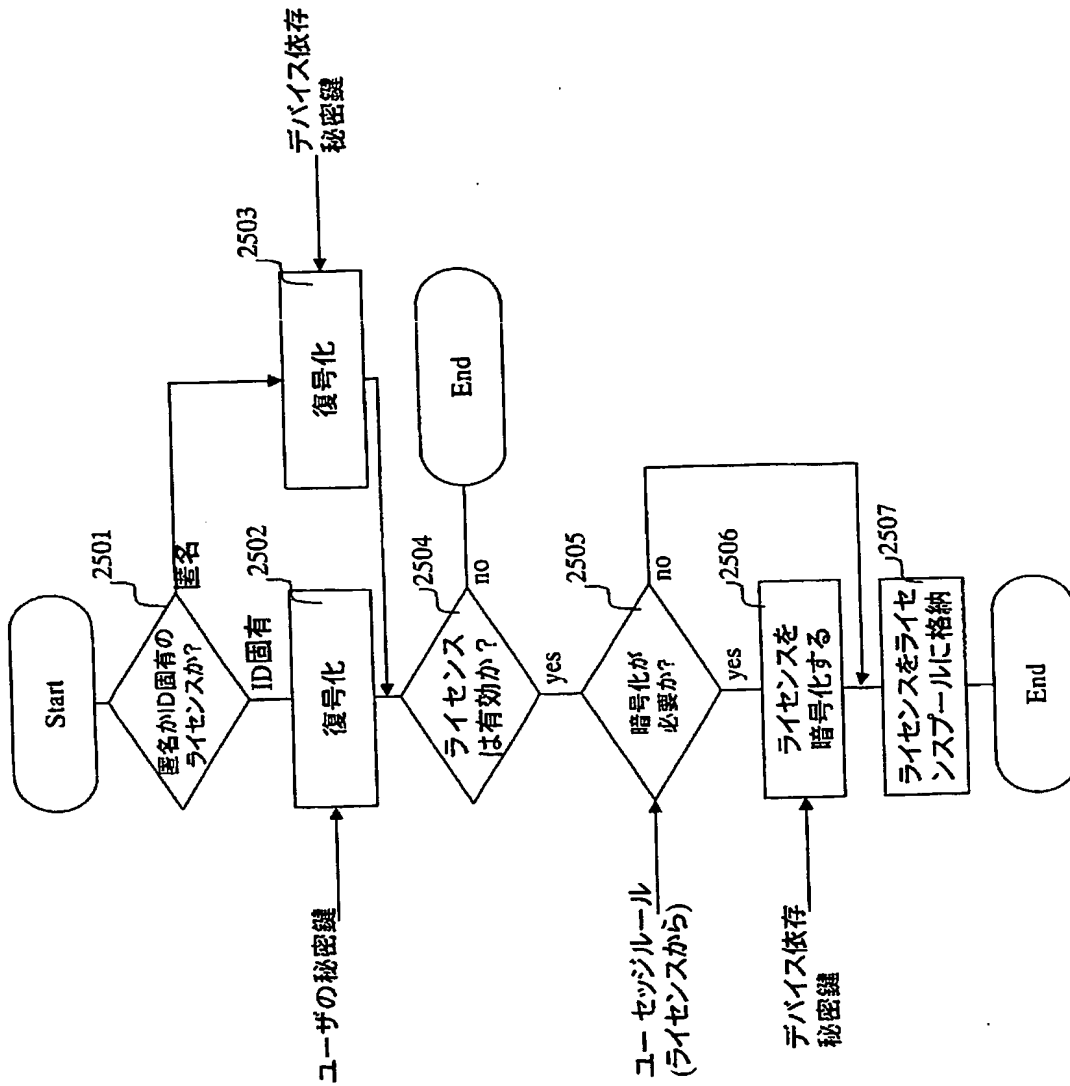 Start
2501
匿名かID固有の
ライセンスか?
匿名
ID固有
2502
復号化
ユーザの秘密鍵
2503
復号化
デバイス依存
秘密鍵
2504
ライセンス
は有効か?
no
End
yes
2505
暗号化が
必要か?
no
ユー セッジルール
(ライセンスから)
yes
2506
ライセンスを
暗号化する
デバイス依存
秘密鍵
2507
ライセンスをライセ
ンスプールに格納
End